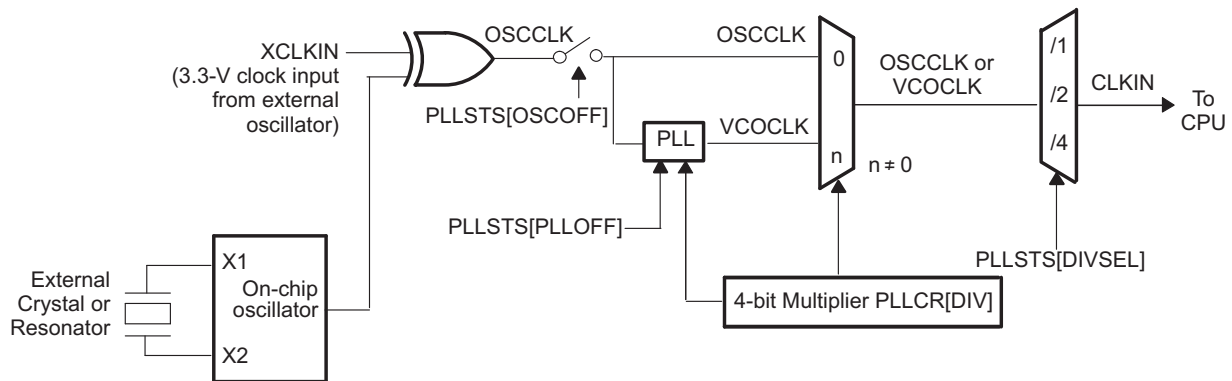 XCLKIN
(3.3-V clock input
from external
oscillator)
OSCCLK
PLLSTS[OSCOFF]
OSCCLK
0
PLL
VCOCLK
n
n ≠ 0
OSCCLK or
VCOCLK
/1
/2
/4
CLKIN
To
CPU
PLLSTS[PLLOFF]
PLLSTS[DIVSEL]
4-bit Multiplier PLLCR[DIV]
External
Crystal or
Resonator
X1
On-chip
oscillator
X2